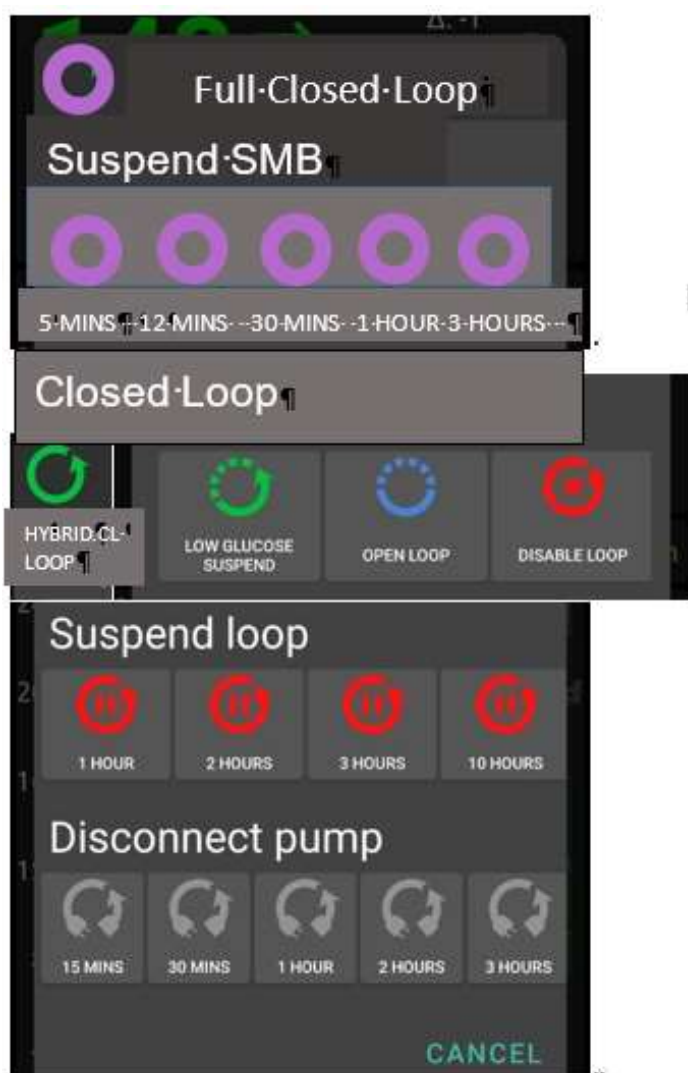 Δ: -1
Full·Closed·Loop¶
Suspend·SMB¶
5·MINS¶··12·MINS···30·MINS··1·HOUR·3·HOURS···¶
.
Closed·Loop¶
HYBRID.CL-
LOOP¶
LOW GLUCOSE
SUSPEND
OPEN LOOP
DISABLE LOOP
Suspend loop
1 HOUR
2 HOURS
3 HOURS
10 HOURS
Disconnect pump
15 MINS
30 MINS
1 HOUR
2 HOURS
3 HOURS
CANCEL